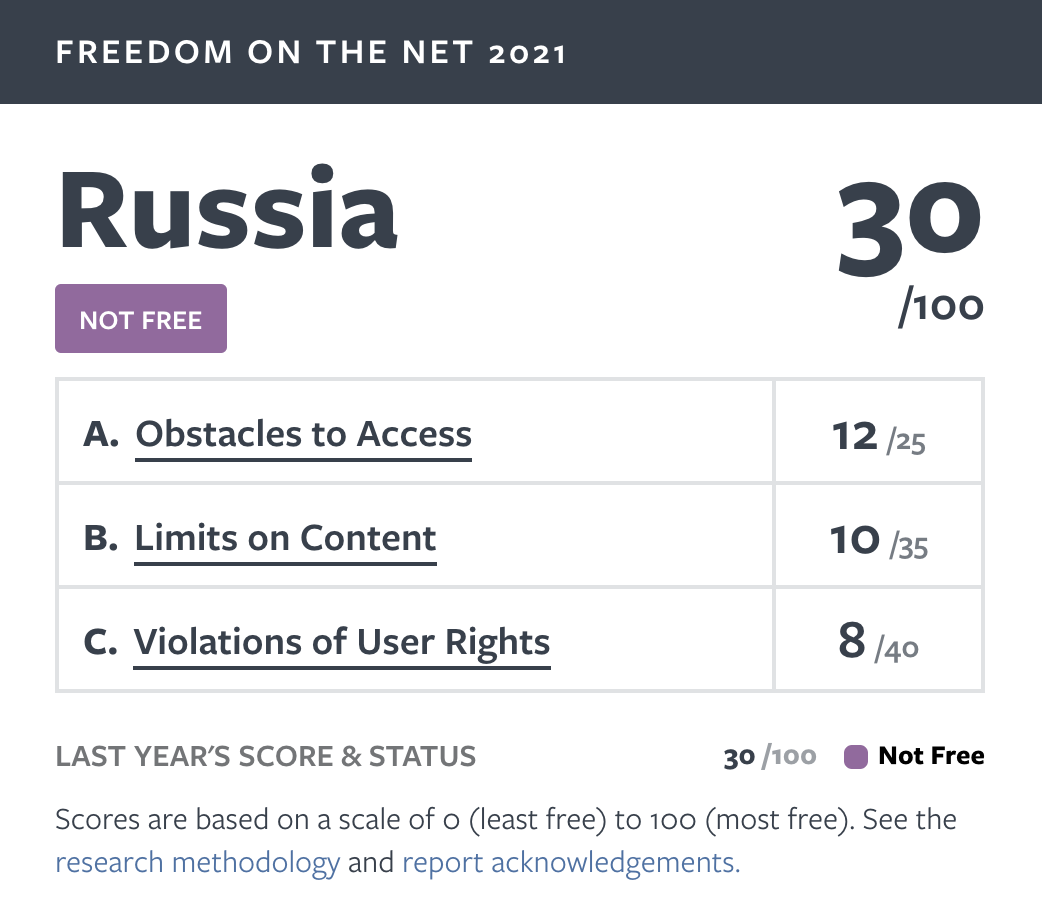 FREEDOM ON THE NET 2021
Russia
30
/100
NOT FREE
A. Obstacles to Access 12 /25
B. Limits on Content 10 /35
C. Violations of User Rights 8 /40
LAST YEAR'S SCORE & STATUS 30 /100 Not Free
Scores are based on a scale of 0 (least free) to 100 (most free). See the
research methodology and report acknowledgements.